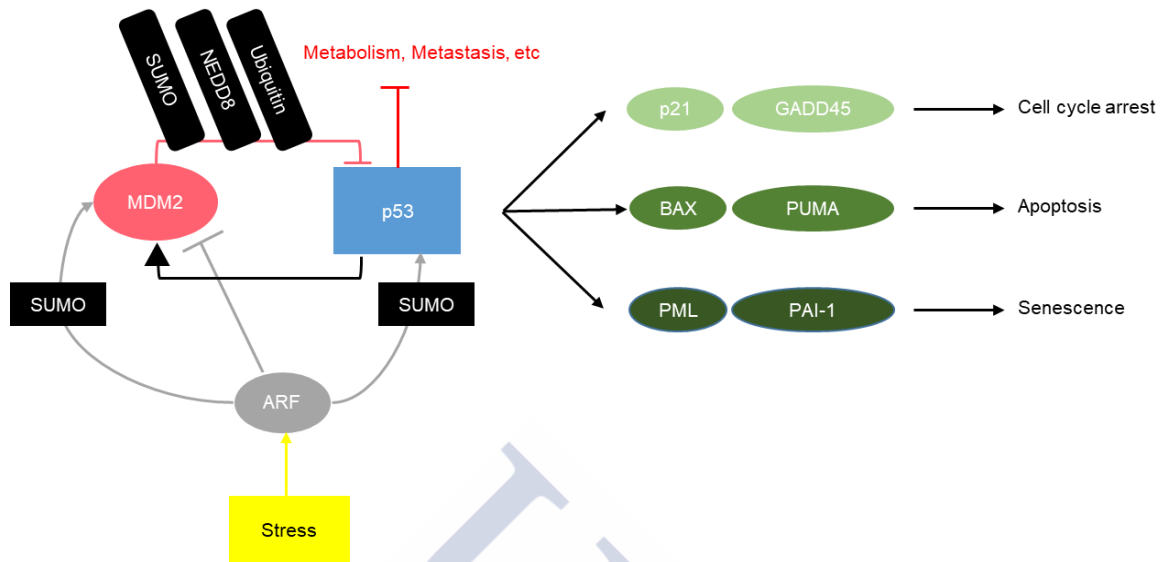 SUMO
NEDD8
Ubiquitin
Metabolism, Metastasis, etc
p21
GADD45
Cell cycle arrest
MDM2
p53
BAX
PUMA
Apoptosis
SUMO
SUMO
PML
PAI-1
Senescence
ARF
Stress